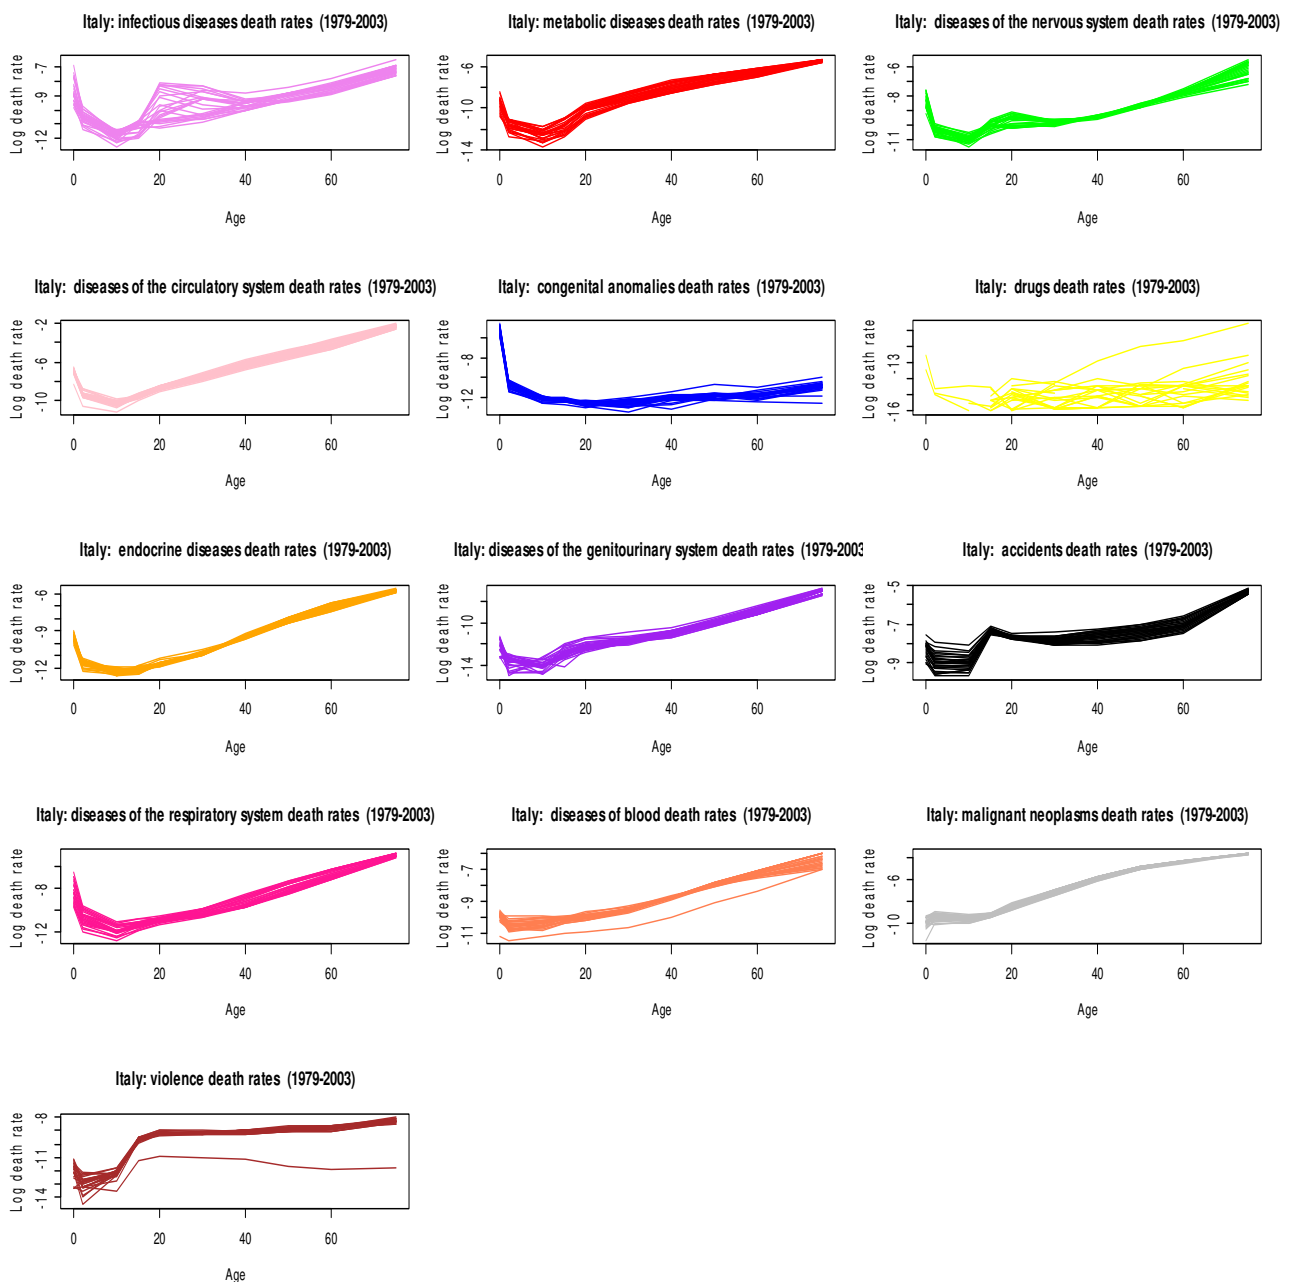 Italy: infectious diseases death rates (1979-2003)
Log death rate
-7
-9
-12
0 20 40 60
Age
Italy: metabolic diseases death rates (1979-2003)
Log death rate
-6
-10
-14
0 20 40 60
Age
Italy: diseases of the nervous system death rates (1979-2003)
Log death rate
-6
-8
-11
0 20 40 60
Age
Italy: diseases of the circulatory system death rates (1979-2003)
Log death rate
-2
-6
-10
0 20 40 60
Age
Italy: congenital anomalies death rates (1979-2003)
Log death rate
-8
-12
0 20 40 60
Age
Italy: drugs death rates (1979-2003)
Log death rate
-13
-16
0 20 40 60
Age
Italy: endocrine diseases death rates (1979-2003)
Log death rate
-6
-9
-12
0 20 40 60
Age
Italy: diseases of the genitourinary system death rates (1979-2003
Log death rate
-10
-14
0 20 40 60
Age
Italy: accidents death rates (1979-2003)
Log death rate
-5
-7
-9
0 20 40 60
Age
Italy: diseases of the respiratory system death rates (1979-2003)
Log death rate
-8
-12
0 20 40 60
Age
Italy: diseases of blood death rates (1979-2003)
Log death rate
-7
-9
-11
0 20 40 60
Age
Italy: malignant neoplasms death rates (1979-2003)
Log death rate
-6
-10
0 20 40 60
Age
Italy: violence death rates (1979-2003)
Log death rate
-8
-11
-14
0 20 40 60
Age